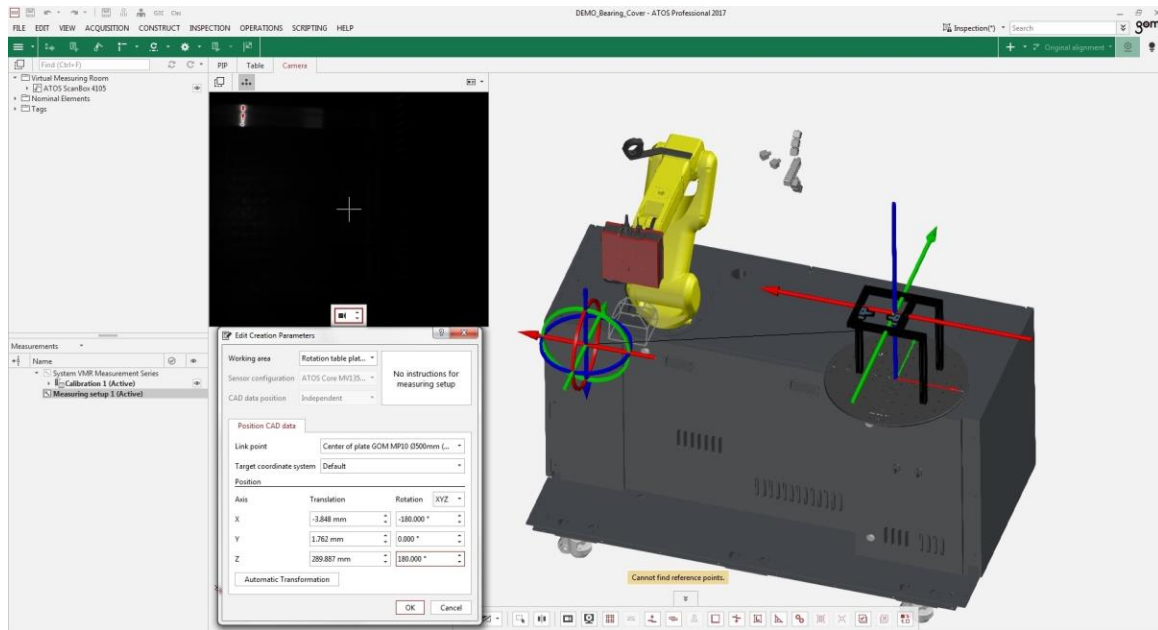 DEMO_Bearing_Cover - ATOS Professional 2017
FILE EDIT VIEW ACQUISITION CONSTRUCT INSPECTION OPERATIONS SCRIPTING HELP
Inspection(*) Search gom
Original alignment
Find (Ctrl+F)
PIP Table Camera
Virtual Measuring Room
ATOS ScanBox 4105
Nominal Elements
Tags
Measurements
Name
System VMR Measurement Series
Calibration 1 (Active)
Measuring setup 1 (Active)
Edit Creation Parameters
Working area Rotation table plat...
Sensor configuration ATOS Core MV135...
CAD data position Independent
No instructions for
measuring setup
Position CAD data
Link point Center of plate GOM MP10 (Ø500mm (...
Target coordinate system Default
Position
Axis Translation Rotation XYZ
X -3.848 mm -180.000 °
Y 1.762 mm 0.000 °
Z 289.887 mm 180.000 °
Automatic Transformation
OK Cancel
Cannot find reference points.